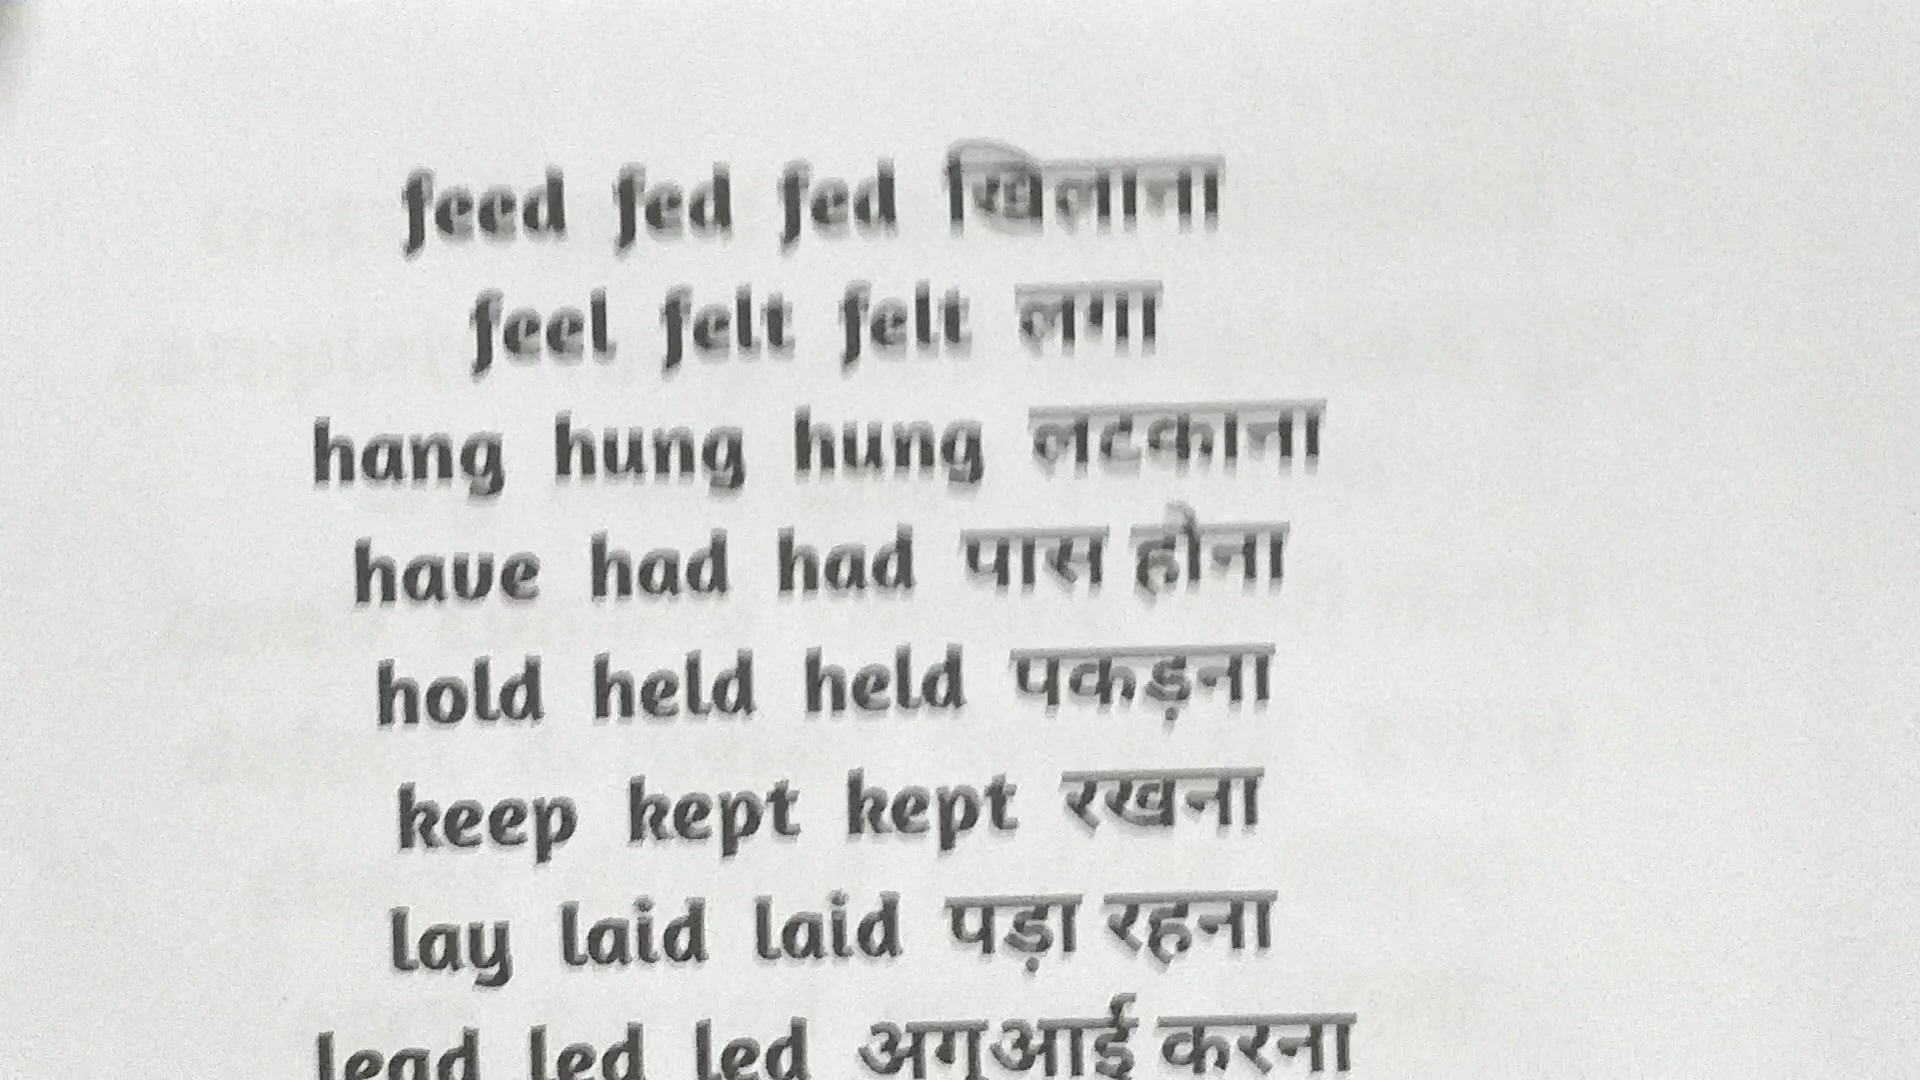 feed fed fed खिलाना
feel felt felt लगा
hang hung hung लटकाना
have had had पास होना
hold held held पकड़ना
keep kept kept रखना
lay laid laid पड़ा रहना
lead led led अगुआई करना